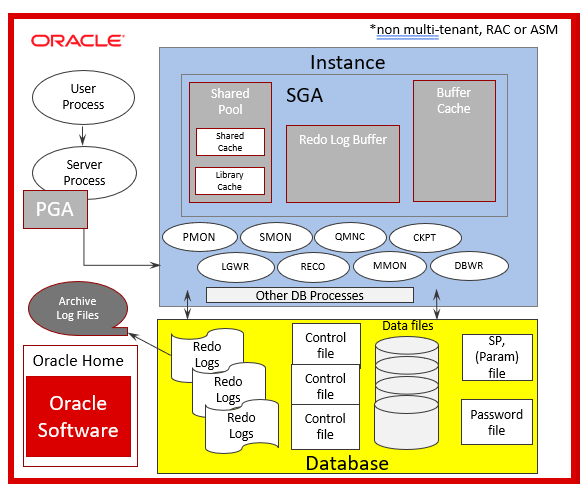 *non multi-tenant, RAC or ASM
ORACLE
Instance
User
Process
Server
Process
PGA
SGA
Shared
Pool
Shared
Cache
Library
Cache
Redo Log Buffer
Buffer
Cache
PMON
SMON
QMNC
CKPT
LGWR
RECO
MMON
DBWR
Other DB Processes
Archive
Log Files
Oracle Home
Oracle
Software
Redo
Logs
Redo
Logs
Redo
Logs
Control
file
Control
file
Control
file
Data files
SP,
(Param)
file
Password
file
Database